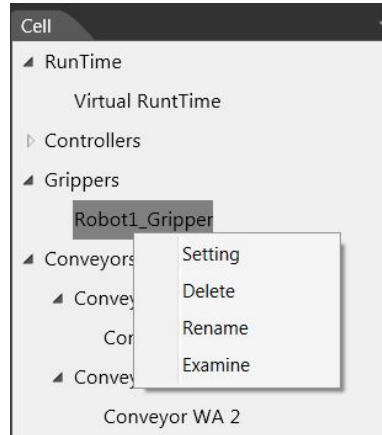 Cell
RunTime
Virtual RuntTime
Controllers
Grippers
Robot1_Gripper
Conveyors
Setting
Delete
Rename
Examine
Conveyor WA 2